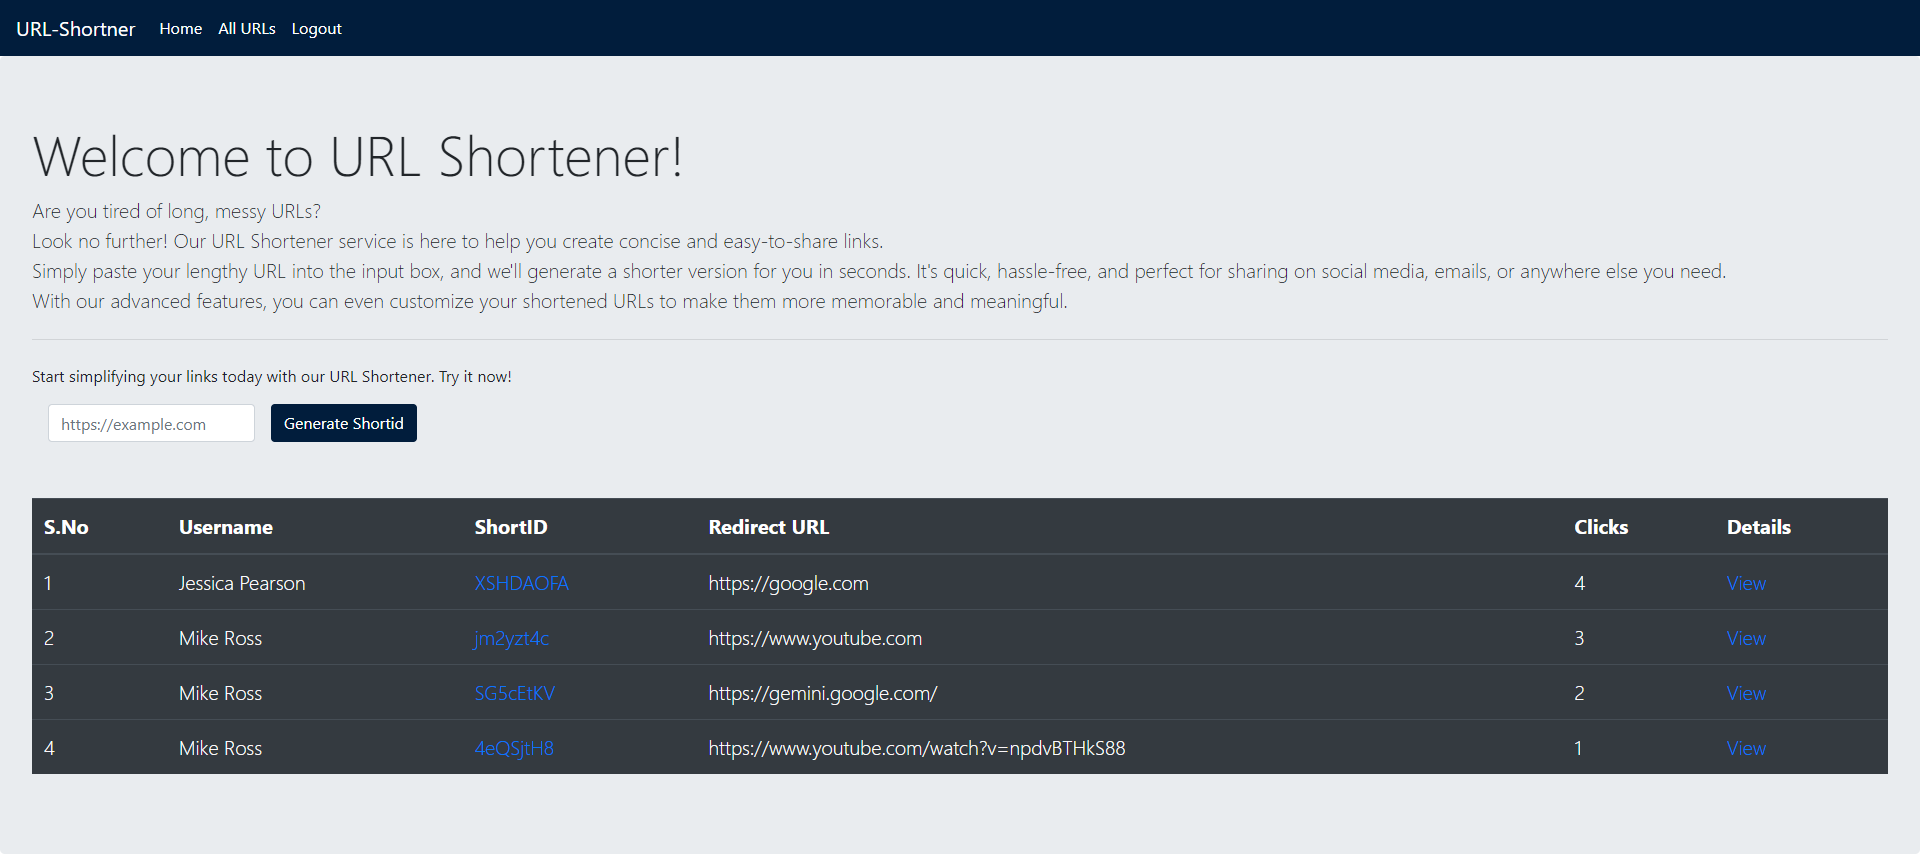 URL-Shortner Home All URLs Logout
Welcome to URL Shortener!
Are you tired of long, messy URLs?
Look no further! Our URL Shortener service is here to help you create concise and easy-to-share links.
Simply paste your lengthy URL into the input box, and we'll generate a shorter version for you in seconds. It's quick, hassle-free, and perfect for sharing on social media, emails, or anywhere else you need.
With our advanced features, you can even customize your shortened URLs to make them more memorable and meaningful.
Start simplifying your links today with our URL Shortener. Try it now!
https://example.com Generate Shortid
S.No Username ShortID Redirect URL Clicks Details
1 Jessica Pearson XSHDAOFA https://google.com 4 View
2 Mike Ross jm2yzt4c https://www.youtube.com 3 View
3 Mike Ross SG5cEtKV https://gemini.google.com/ 2 View
4 Mike Ross 4eQSjtH8 https://www.youtube.com/watch?v=npdvBTHkS88 1 View